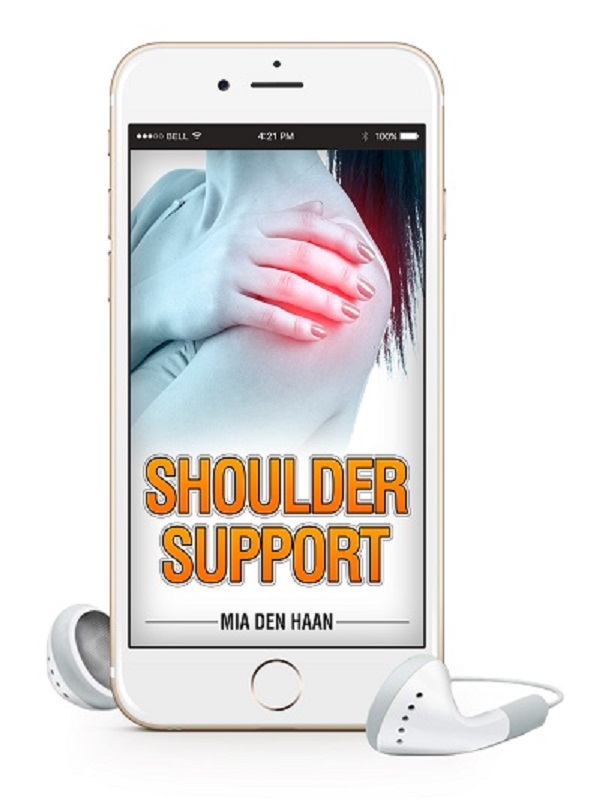 ●●●○○ BELL 4:21 PM 100%
SHOULDER
SUPPORT
MIA DEN HAAN